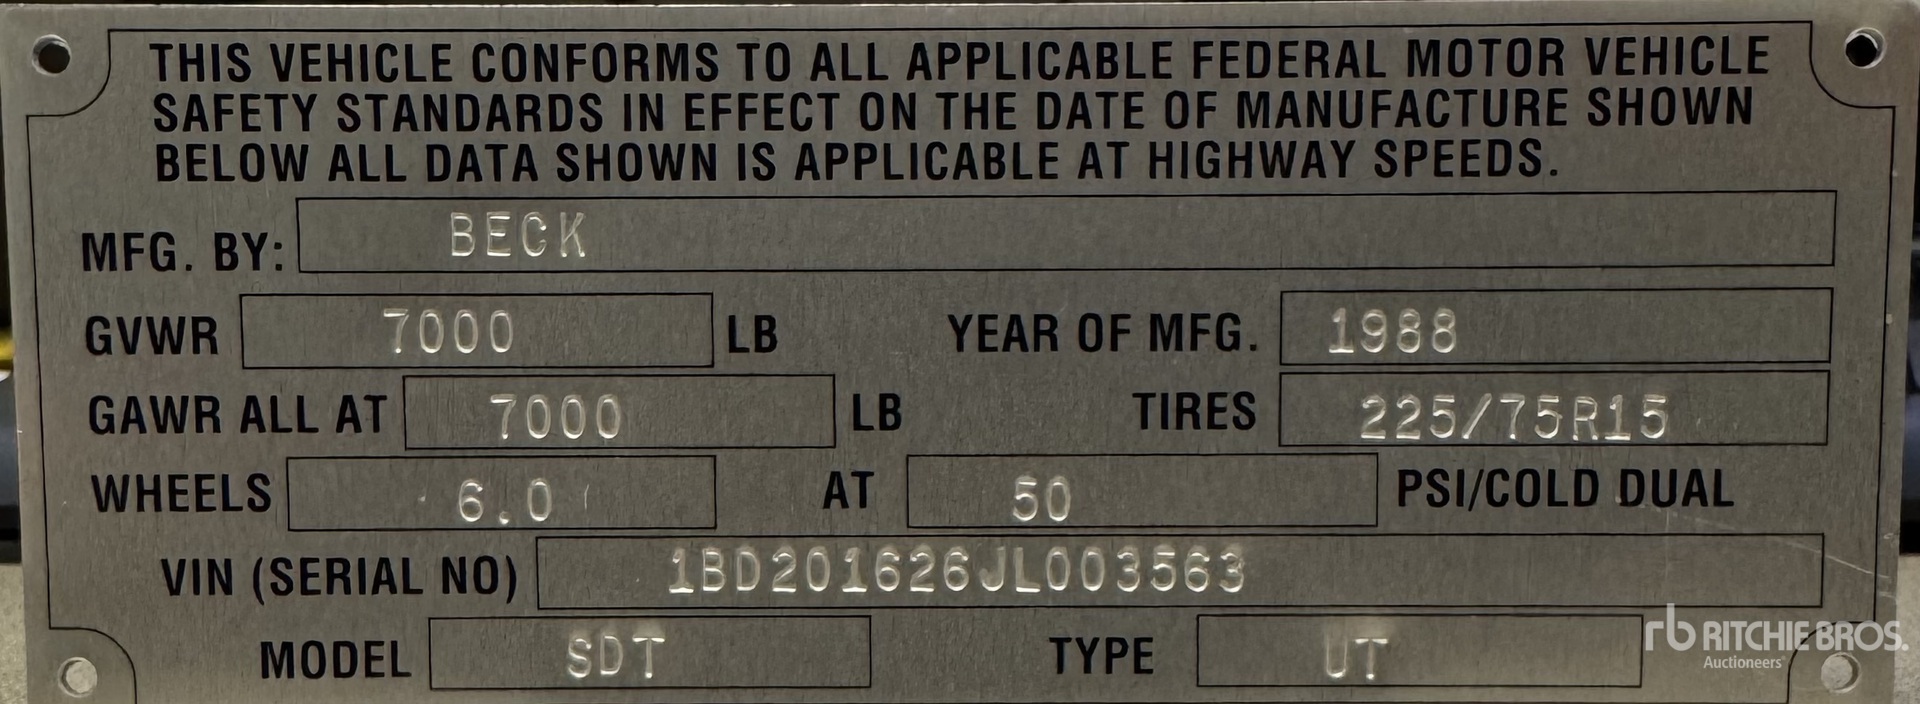 THIS VEHICLE CONFORMS TO ALL APPLICABLE FEDERAL MOTOR VEHICLE
SAFETY STANDARDS IN EFFECT ON THE DATE OF MANUFACTURE SHOWN
BELOW ALL DATA SHOWN IS APPLICABLE AT HIGHWAY SPEEDS.
MFG. BY: BECK
GVWR 7000 LB YEAR OF MFG. 1988
GAWR ALL AT 7000 LB TIRES 225/75R15
WHEELS 6.0 AT 50 PSI/COLD DUAL
VIN (SERIAL NO) 1BD201626JL003563
MODEL SDT TYPE UT
rb RITCHIE BROS.
Auctioneers